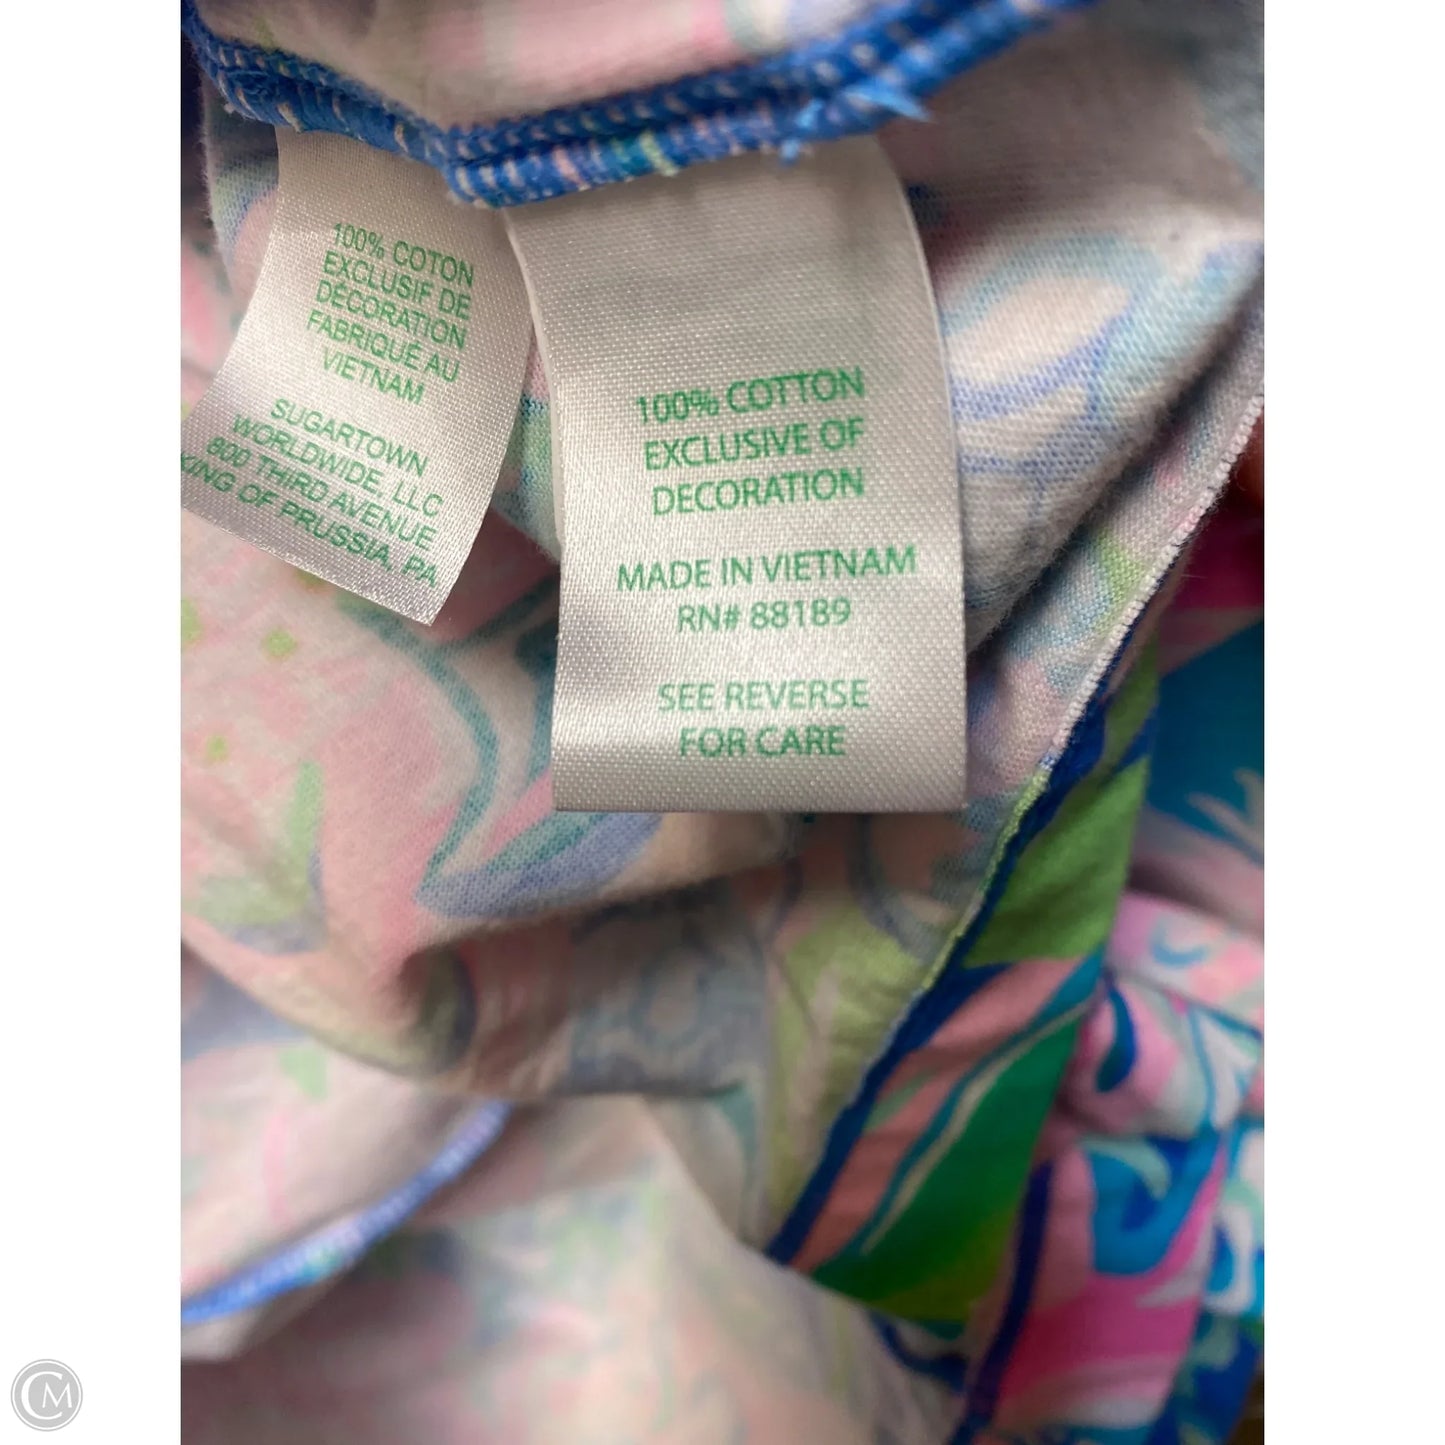 100% COTON
EXCLUSIF DE
DÉCORATION
FABRIQUÉ AU
VIETNAM
SUGARTOWN
WORLDWIDE, LLC
800 THIRD AVENUE
KING OF PRUSSIA, PA
100% COTTON
EXCLUSIVE OF
DECORATION
MADE IN VIETNAM
RN# 88189
SEE REVERSE
FOR CARE
CM